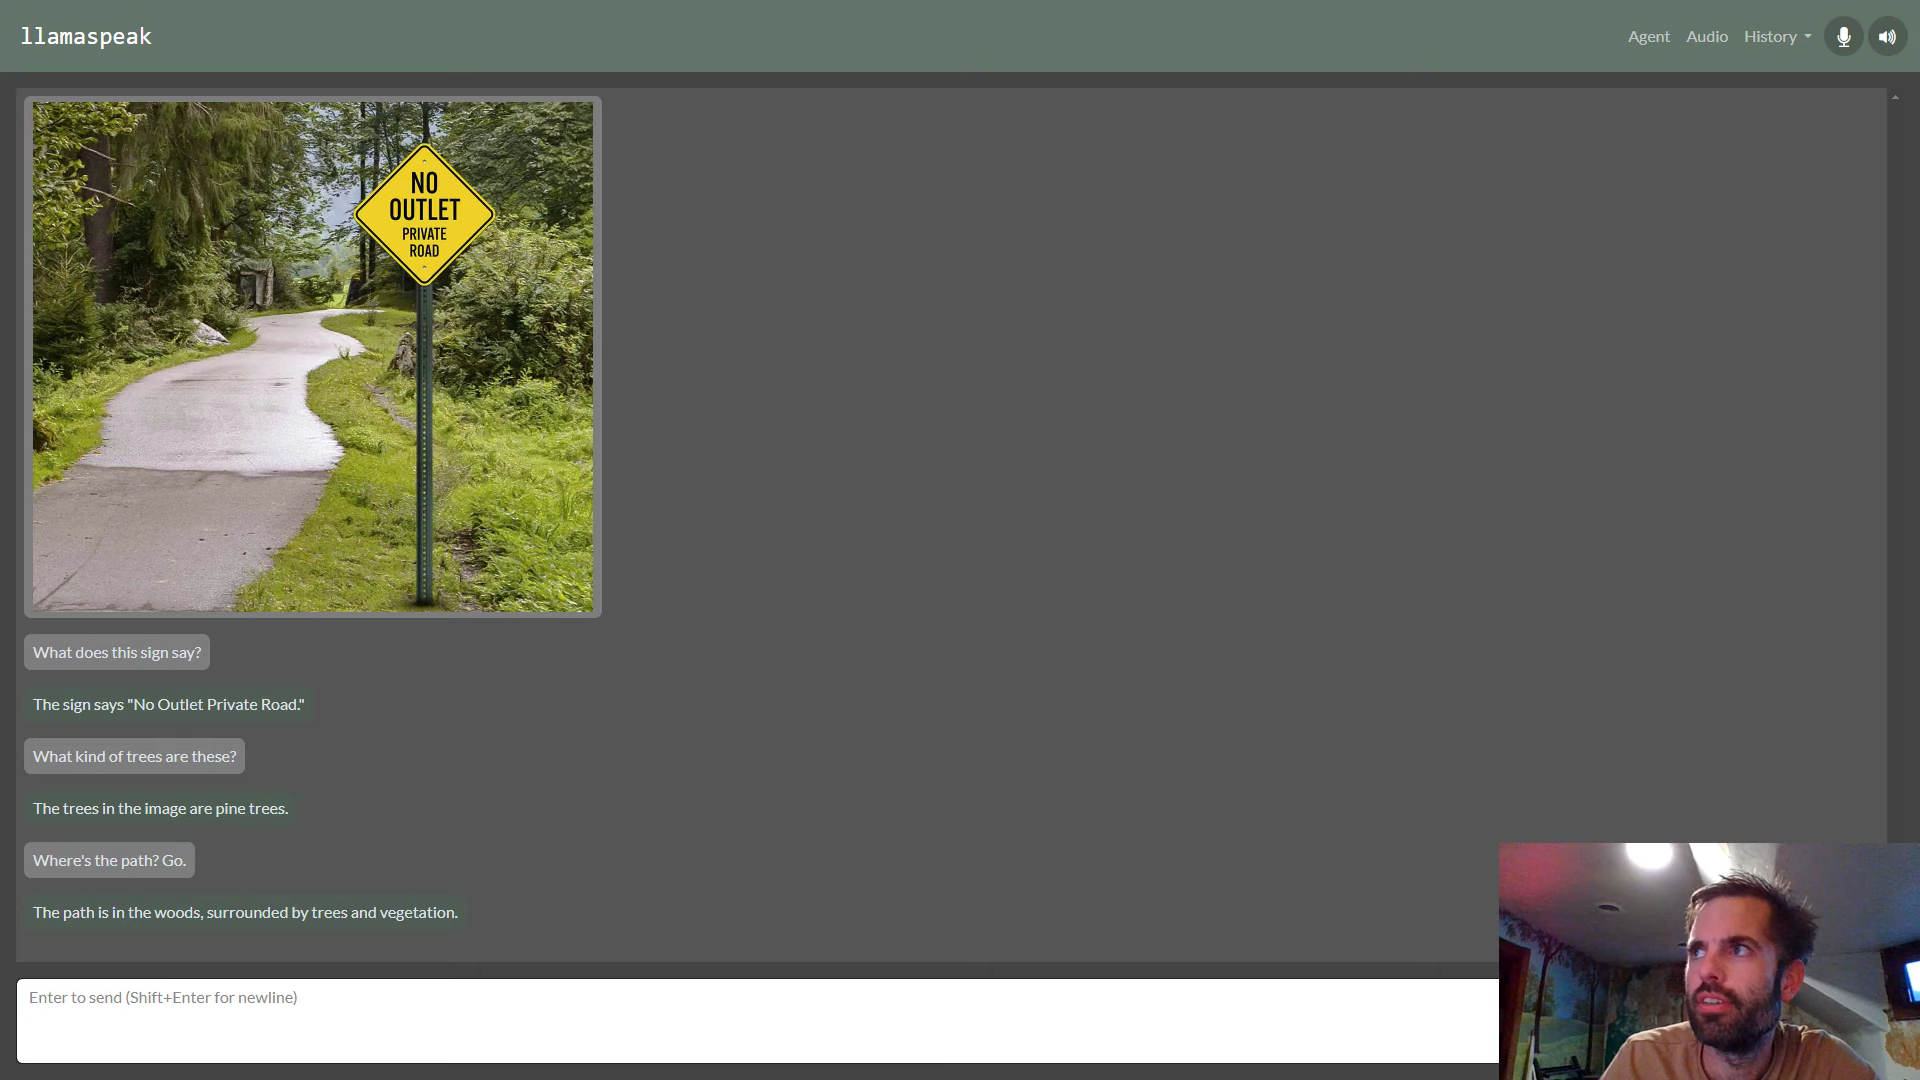 llamaspeak
Agent Audio History
NO
OUTLET
PRIVATE
ROAD
What does this sign say?
The sign says "No Outlet Private Road."
What kind of trees are these?
The trees in the image are pine trees.
Where's the path? Go.
The path is in the woods, surrounded by trees and vegetation.
Enter to send (Shift+Enter for newline)